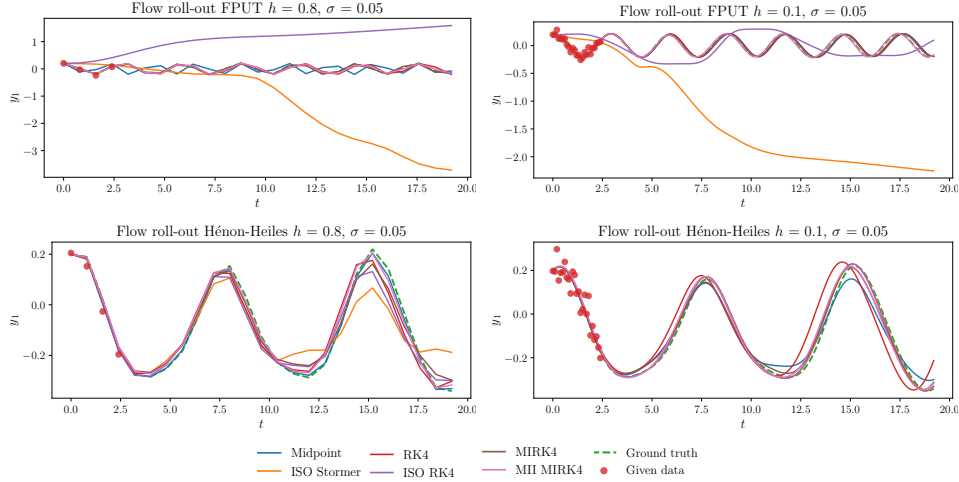 Flow roll-out FPUT h = 0.8, σ = 0.05
y₁
1
0
−1
−2
−3
0.0 2.5 5.0 7.5 10.0 12.5 15.0 17.5 20.0
t
Flow roll-out FPUT h = 0.1, σ = 0.05
y₁
0.0
−0.5
−1.0
−1.5
−2.0
0.0 2.5 5.0 7.5 10.0 12.5 15.0 17.5 20.0
t
Flow roll-out Hénon-Heiles h = 0.8, σ = 0.05
y₁
0.2
0.0
−0.2
0.0 2.5 5.0 7.5 10.0 12.5 15.0 17.5 20.0
t
Flow roll-out Hénon-Heiles h = 0.1, σ = 0.05
y₁
0.2
0.0
−0.2
0.0 2.5 5.0 7.5 10.0 12.5 15.0 17.5 20.0
t
Midpoint RK4 MIRK4 Ground truth
ISO Stormer ISO RK4 MII MIRK4 Given data